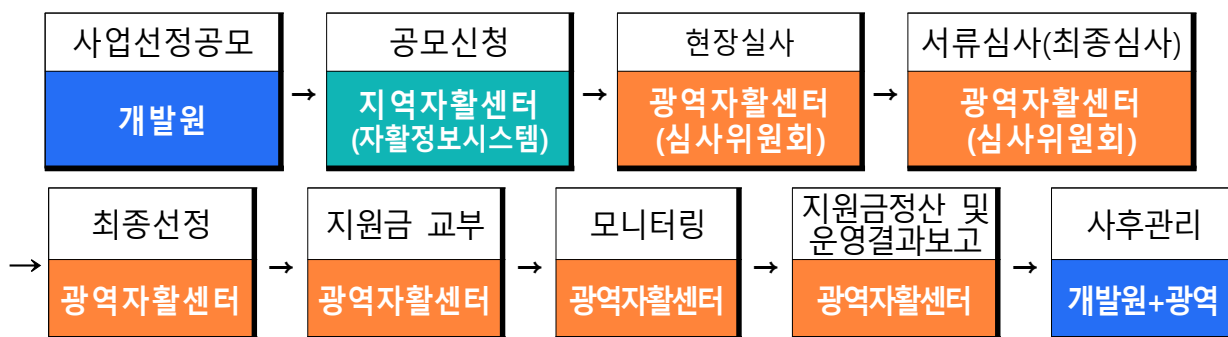 사업선정공모
개발원
→
공모신청
지역자활센터
(자활정보시스템)
→
현장실사
광역자활센터
(심사위원회)
→
서류심사(최종심사)
광역자활센터
(심사위원회)
→
최종선정
광역자활센터
→
지원금 교부
광역자활센터
→
모니터링
광역자활센터
→
지원금정산 및
운영결과보고
광역자활센터
→
사후관리
개발원+광역